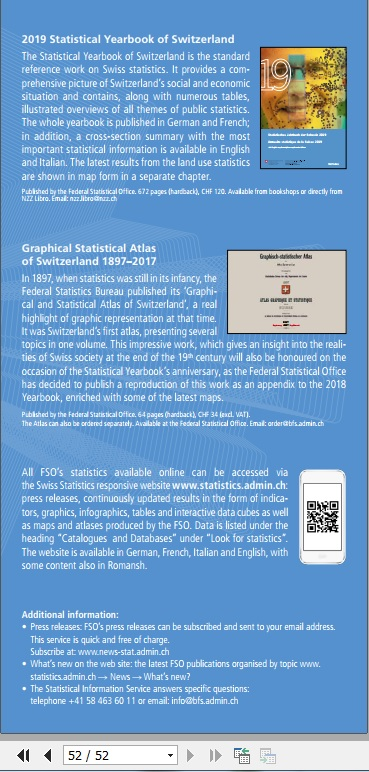 2019 Statistical Yearbook of Switzerland
The Statistical Yearbook of Switzerland is the standard
reference work on Swiss statistics. It provides a com-
prehensive picture of Switzerland's social and economic
situation and contains, along with numerous tables,
illustrated overviews of all themes of public statistics.
The whole yearbook is published in German and French;
in addition, a cross-section summary with the most
important statistical information is available in English
and Italian. The latest results from the land use statistics
are shown in map form in a separate chapter.
Published by the Federal Statistical Office. 672 pages (hardback), CHF 120. Available from bookshops or directly from
NZZ Libro. Email: nzz.libro@nzz.ch
19
Graphical Statistical Atlas
of Switzerland 1897–2017
In 1897, when statistics was still in its infancy, the
Federal Statistics Bureau published its 'Graphi-
cal and Statistical Atlas of Switzerland', a real
highlight of graphic representation at that time.
It was Switzerland's first atlas, presenting several
topics in one volume. This impressive work, which gives an insight into the reali-
ties of Swiss society at the end of the 19th century will also be honoured on the
occasion of the Statistical Yearbook's anniversary, as the Federal Statistical Office
has decided to publish a reproduction of this work as an appendix to the 2018
Yearbook, enriched with some of the latest maps.
Graphisch-statistischer Atlas
ATLAS GRAPHIQUE ET STATISTIQUE
Published by the Federal Statistical Office. 64 pages (hardback), CHF 34 (excl. VAT).
The Atlas can also be ordered separately. Available at the Federal Statistical Office. Email: order@bfs.admin.ch
All FSO's statistics available online can be accessed via
the Swiss Statistics responsive website www.statistics.admin.ch:
press releases, continuously updated results in the form of indica-
tors, graphics, infographics, tables and interactive data cubes as well
as maps and atlases produced by the FSO. Data is listed under the
heading "Catalogues and Databases" under "Look for statistics".
The website is available in German, French, Italian and English, with
some content also in Romansh.
Additional information:
• Press releases: FSO's press releases can be subscribed and sent to your email address.
This service is quick and free of charge.
Subscribe at: www.news-stat.admin.ch
• What's new on the web site: the latest FSO publications organised by topic www.
statistics.admin.ch → News → What's new?
• The Statistical Information Service answers specific questions:
telephone +41 58 463 60 11 or email: info@bfs.admin.ch
52 / 52